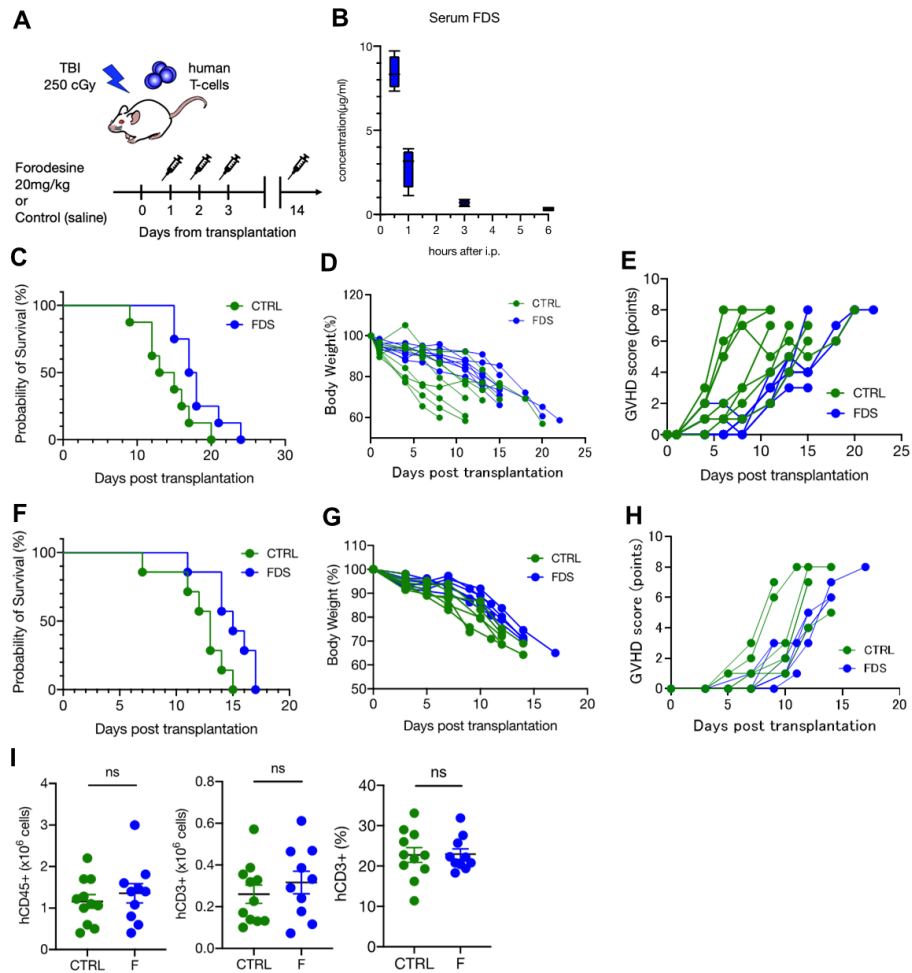 A
TBI
250 cGy
human
T-cells
Forodesine
20mg/kg
or
Control (saline)
0 1 2 3 14
Days from transplantation
B
Serum FDS
concentration(µg/ml)
10
5
0
0 1 2 3 4 5 6
hours after i.p.
C
Probability of Survival (%)
100
50
0
0 10 20 30
CTRL
FDS
Days post transplantation
D
Body Weight(%)
120
100
80
60
0 5 10 15 20 25
CTRL
FDS
Days post transplantation
E
GVHD score (points)
10
8
6
4
2
0
0 5 10 15 20 25
CTRL
FDS
Days post transplantation
F
Probability of Survival (%)
100
50
0
0 5 10 15 20
CTRL
FDS
Days post transplantation
G
Body Weight (%)
110
100
90
80
70
60
50
0 5 10 15 20
CTRL
FDS
Days post transplantation
H
GVHD score (points)
10
8
6
4
2
0
0 5 10 15 20
CTRL
FDS
Days post transplantation
I
hCD45+ (x10⁶ cells)
4
3
2
1
0
ns
CTRL F
hCD3+ (x10⁶ cells)
0.8
0.6
0.4
0.2
0.0
ns
CTRL F
hCD3+ (%)
40
30
20
10
0
ns
CTRL F